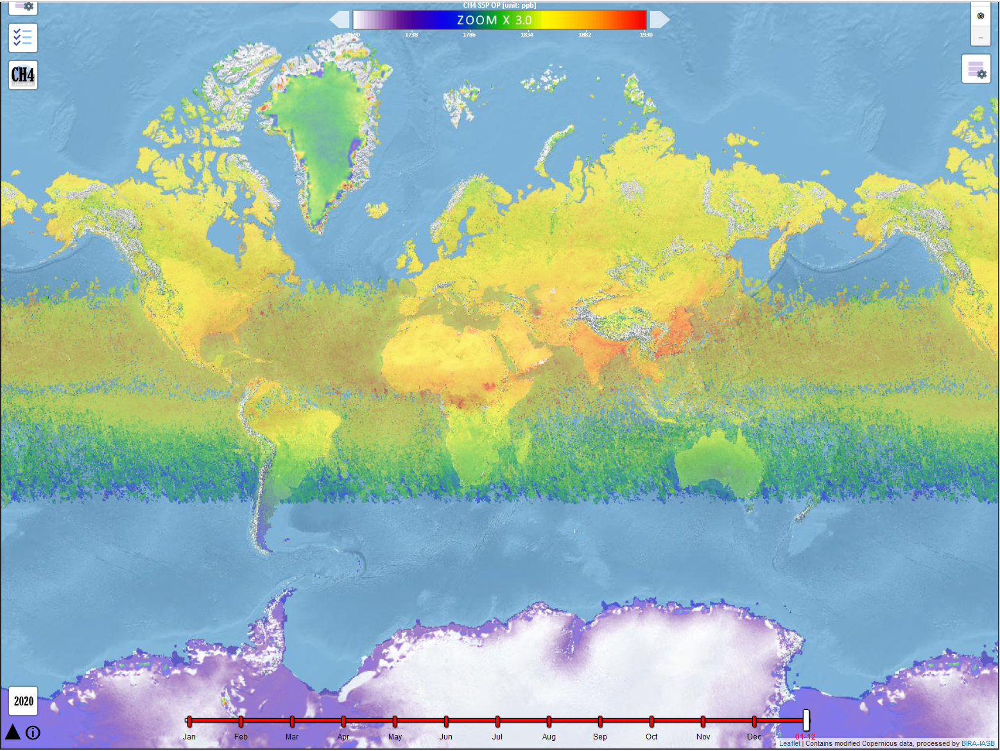 CH4 S5P OP [unit: ppb]
ZOOM X 3.0
1690 1738 1786 1834 1882 1930
CH4
2020
Jan Feb Mar Apr May Jun Jul Aug Sep Oct Nov Dec 01-12
Leaflet | Contains modified Copernicus data, processed by BIRA-IASB